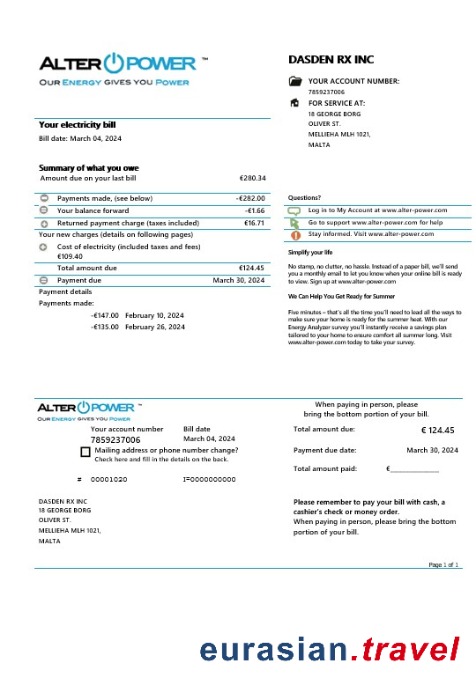 ALTER POWER ™
OUR ENERGY GIVES YOU POWER
DASDEN RX INC
YOUR ACCOUNT NUMBER:
7859237006
FOR SERVICE AT:
18 GEORGE BORG
OLIVER ST.
MELLIEHA MLH 1021,
MALTA
Your electricity bill
Bill date: March 04, 2024
Summary of what you owe
Amount due on your last bill €280.34
Payments made, (see below) -€282.00
Your balance forward -€1.66
Returned payment charge (taxes included) €16.71
Your new charges (details on following pages)
Cost of electricity (included taxes and fees)
€109.40
Total amount due €124.45
Payment due March 30, 2024
Payment details
Payments made:
-€147.00 February 10, 2024
-€135.00 February 26, 2024
Questions?
Log in to My Account at www.alter-power.com
Go to support www.alter-power.com for help
Stay informed. Visit www.alter-power.com
Simplify your life
No stamp, no clutter, no hassle. Instead of a paper bill, we'll send
you a monthly email to let you know when your online bill is ready
to view. Sign up at www.alter-power.com
We Can Help You Get Ready for Summer
Five minutes – that's all the time you'll need to lead all the ways to
make sure your home is ready for the summer heat. With our
Energy Analyzer survey you'll instantly receive a savings plan
tailored to your home to ensure comfort all summer long. Visit
www.alter-power.com today to take your survey.
ALTER POWER ™
OUR ENERGY GIVES YOU POWER
When paying in person, please
bring the bottom portion of your bill.
Your account number Bill date
7859237006 March 04, 2024
Mailing address or phone number change?
Check here and fill in the details on the back.
# 00001020 I=0000000000
Total amount due: € 124.45
Payment due date: March 30, 2024
Total amount paid: €______________
DASDEN RX INC
18 GEORGE BORG
OLIVER ST.
MELLIEHA MLH 1021,
MALTA
Please remember to pay your bill with cash, a
cashier's check or money order.
When paying in person, please bring the bottom
portion of your bill.
Page 1 of 1
eurasian.travel